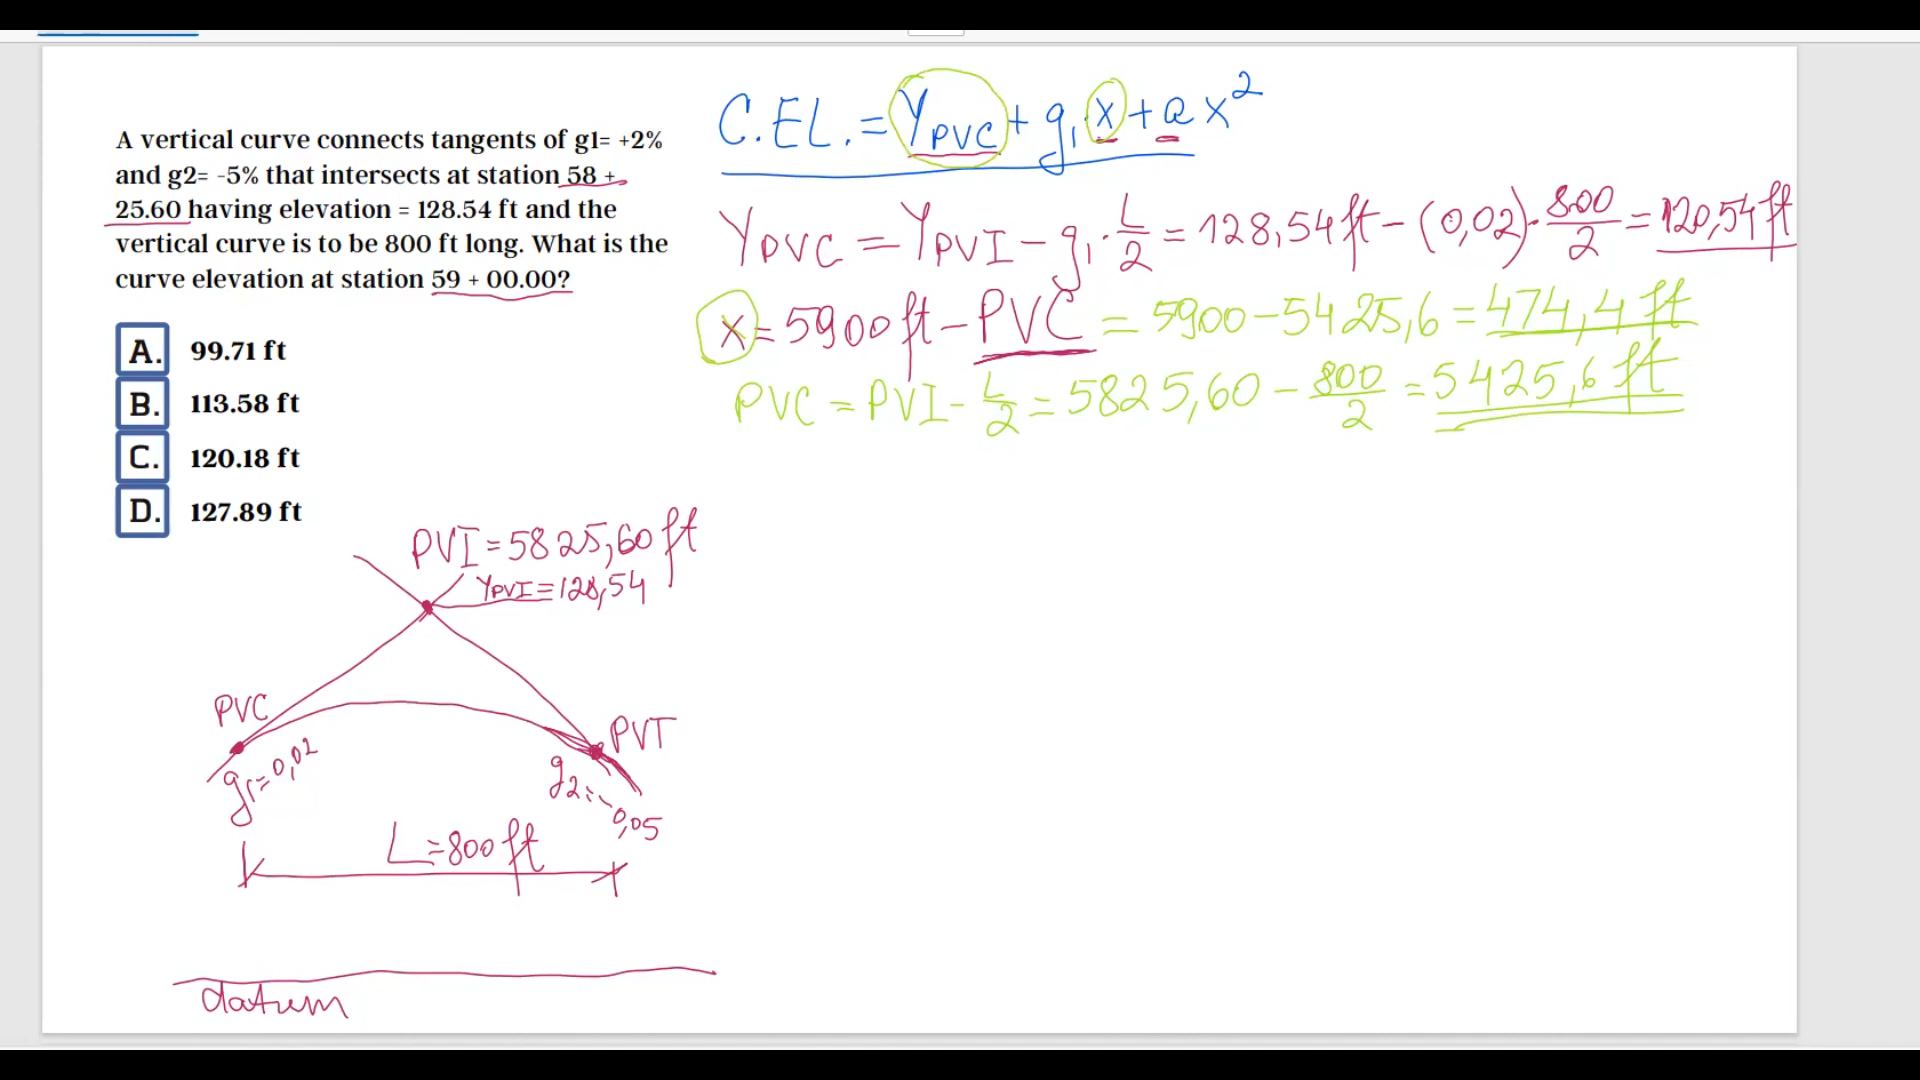 A vertical curve connects tangents of g1= +2%
and g2= -5% that intersects at station 58 +
25.60 having elevation = 128.54 ft and the
vertical curve is to be 800 ft long. What is the
curve elevation at station 59 + 00.00?
A. 99.71 ft
B. 113.58 ft
C. 120.18 ft
D. 127.89 ft
C.EL. = Y_PVC + g₁ x + a x²
Y_PVC = Y_PVI - g₁ · L/2 = 128,54 ft - (0,02) · 800/2 = 120,54 ft
x = 5900 ft - PVC = 5900 - 5425,6 = 474,4 ft
PVC = PVI - L/2 = 5825,60 - 800/2 = 5425,6 ft
PVI = 5825,60 ft
Y_PVI = 128,54
PVC
PVT
g₁ = 0,02
g₂ = -0,05
L = 800 ft
datum